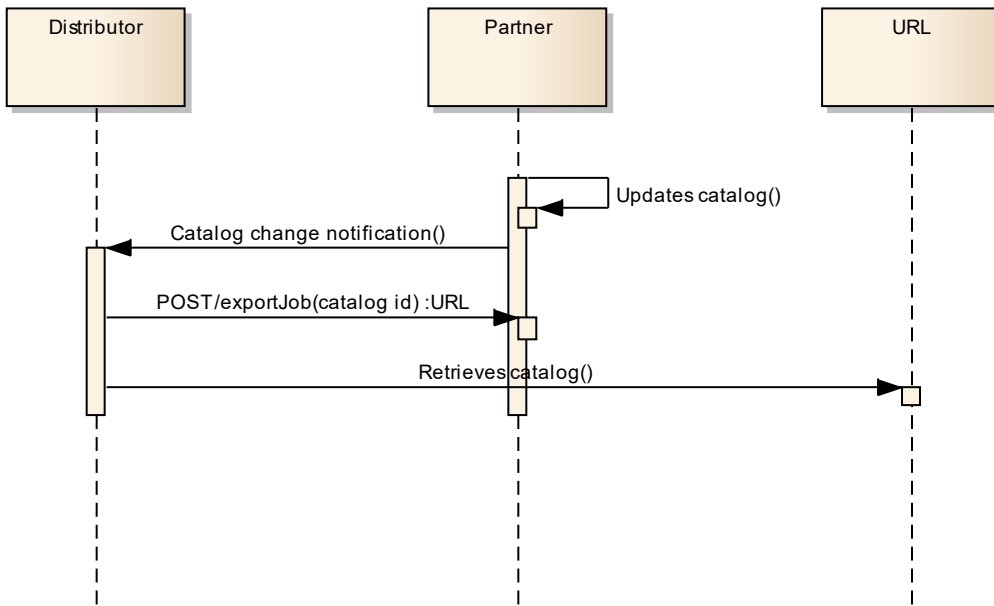 Distributor
Partner
URL
Updates catalog()
Catalog change notification()
POST/exportJob(catalog id) :URL
Retrieves catalog()